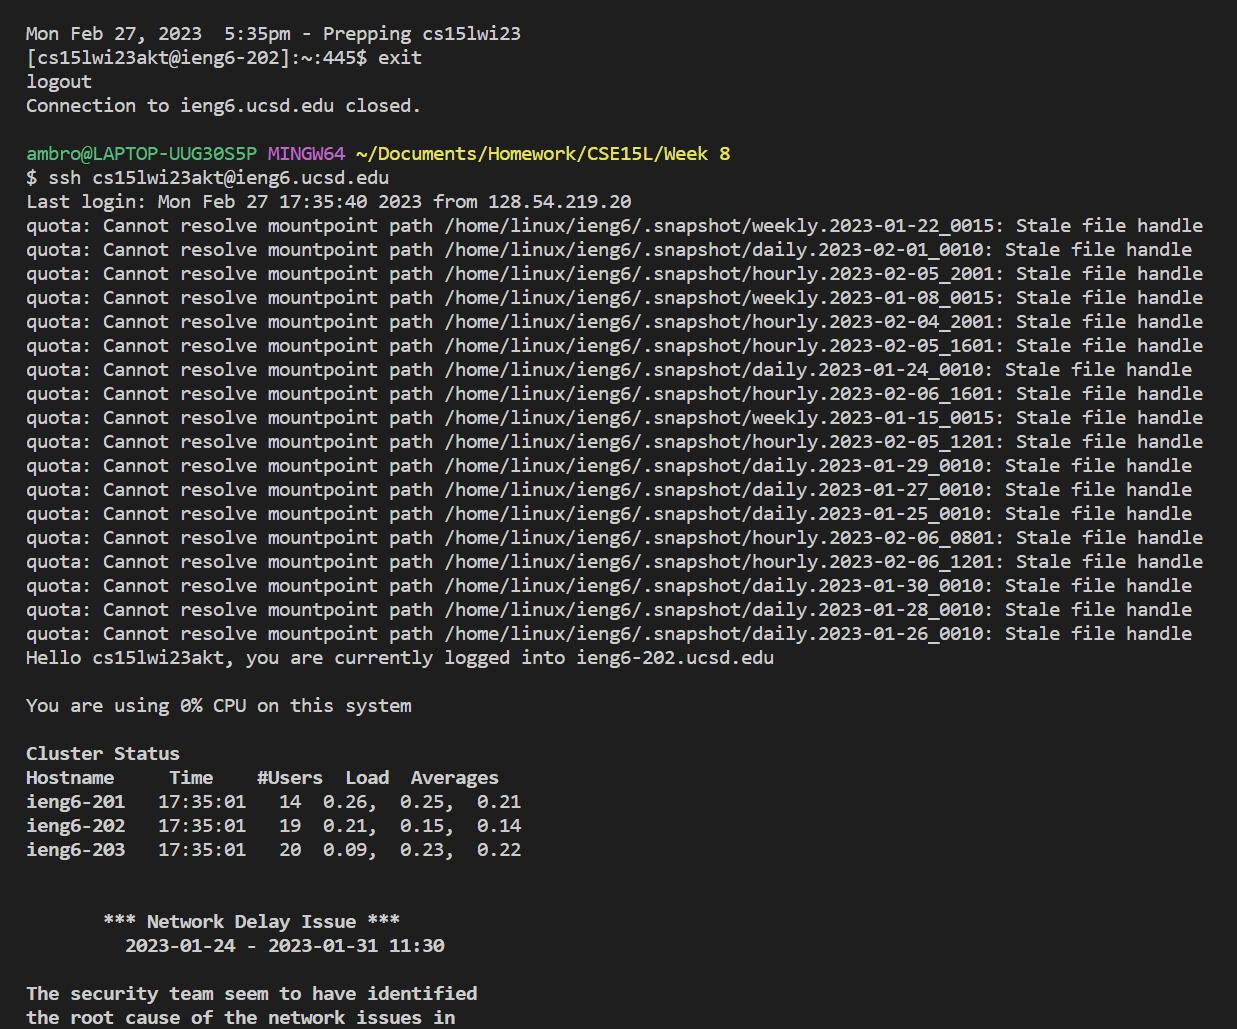 Mon Feb 27, 2023  5:35pm - Prepping cs15lwi23
[cs15lwi23akt@ieng6-202]:~:445$ exit
logout
Connection to ieng6.ucsd.edu closed.
ambro@LAPTOP-UUG30S5P MINGW64 ~/Documents/Homework/CSE15L/Week 8
$ ssh cs15lwi23akt@ieng6.ucsd.edu
Last login: Mon Feb 27 17:35:40 2023 from 128.54.219.20
quota: Cannot resolve mountpoint path /home/linux/ieng6/.snapshot/weekly.2023-01-22_0015: Stale file handle
quota: Cannot resolve mountpoint path /home/linux/ieng6/.snapshot/daily.2023-02-01_0010: Stale file handle
quota: Cannot resolve mountpoint path /home/linux/ieng6/.snapshot/hourly.2023-02-05_2001: Stale file handle
quota: Cannot resolve mountpoint path /home/linux/ieng6/.snapshot/weekly.2023-01-08_0015: Stale file handle
quota: Cannot resolve mountpoint path /home/linux/ieng6/.snapshot/hourly.2023-02-04_2001: Stale file handle
quota: Cannot resolve mountpoint path /home/linux/ieng6/.snapshot/hourly.2023-02-05_1601: Stale file handle
quota: Cannot resolve mountpoint path /home/linux/ieng6/.snapshot/daily.2023-01-24_0010: Stale file handle
quota: Cannot resolve mountpoint path /home/linux/ieng6/.snapshot/hourly.2023-02-06_1601: Stale file handle
quota: Cannot resolve mountpoint path /home/linux/ieng6/.snapshot/weekly.2023-01-15_0015: Stale file handle
quota: Cannot resolve mountpoint path /home/linux/ieng6/.snapshot/hourly.2023-02-05_1201: Stale file handle
quota: Cannot resolve mountpoint path /home/linux/ieng6/.snapshot/daily.2023-01-29_0010: Stale file handle
quota: Cannot resolve mountpoint path /home/linux/ieng6/.snapshot/daily.2023-01-27_0010: Stale file handle
quota: Cannot resolve mountpoint path /home/linux/ieng6/.snapshot/daily.2023-01-25_0010: Stale file handle
quota: Cannot resolve mountpoint path /home/linux/ieng6/.snapshot/hourly.2023-02-06_0801: Stale file handle
quota: Cannot resolve mountpoint path /home/linux/ieng6/.snapshot/hourly.2023-02-06_1201: Stale file handle
quota: Cannot resolve mountpoint path /home/linux/ieng6/.snapshot/daily.2023-01-30_0010: Stale file handle
quota: Cannot resolve mountpoint path /home/linux/ieng6/.snapshot/daily.2023-01-28_0010: Stale file handle
quota: Cannot resolve mountpoint path /home/linux/ieng6/.snapshot/daily.2023-01-26_0010: Stale file handle
Hello cs15lwi23akt, you are currently logged into ieng6-202.ucsd.edu
You are using 0% CPU on this system
Cluster Status
Hostname     Time    #Users  Load  Averages
ieng6-201   17:35:01   14  0.26,  0.25,  0.21
ieng6-202   17:35:01   19  0.21,  0.15,  0.14
ieng6-203   17:35:01   20  0.09,  0.23,  0.22
*** Network Delay Issue ***
2023-01-24 - 2023-01-31 11:30
The security team seem to have identified
the root cause of the network issues in